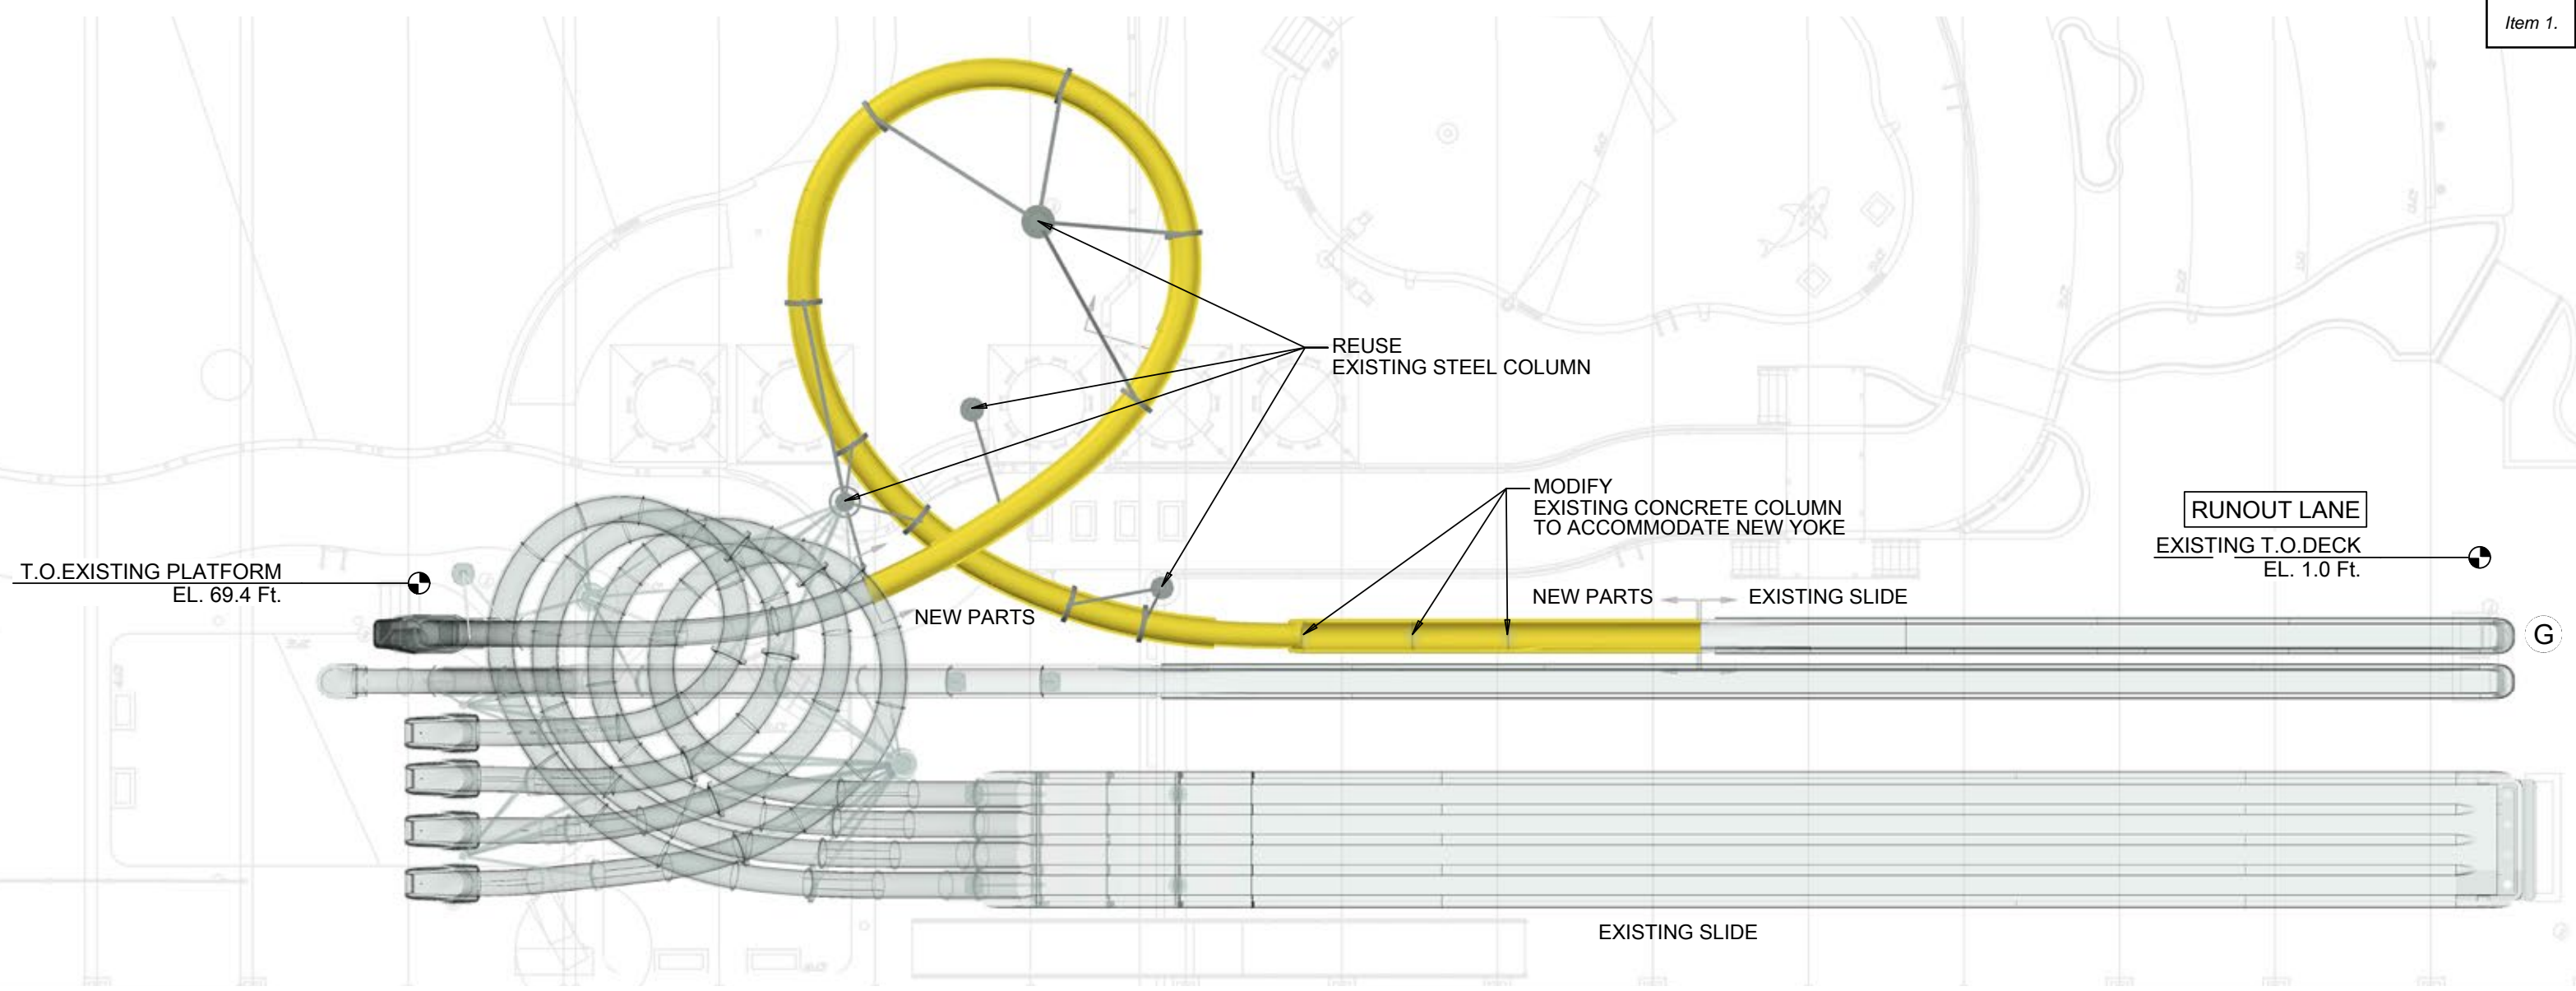 Item 1.
REUSE
EXISTING STEEL COLUMN
MODIFY
EXISTING CONCRETE COLUMN
TO ACCOMMODATE NEW YOKE
RUNOUT LANE
EXISTING T.O.DECK
EL. 1.0 Ft.
T.O.EXISTING PLATFORM
EL. 69.4 Ft.
NEW PARTS
NEW PARTS
EXISTING SLIDE
G
EXISTING SLIDE